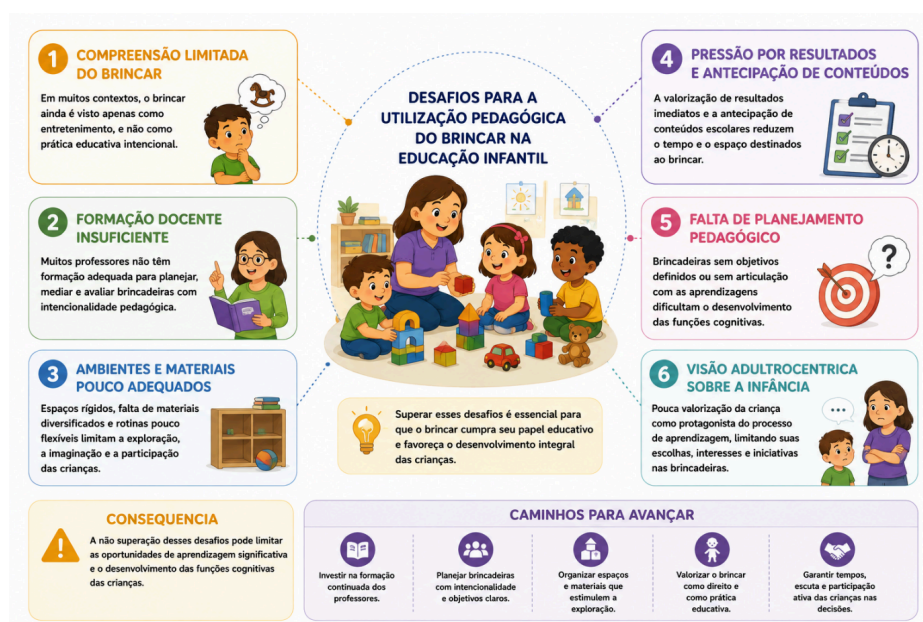 1
COMPREENSÃO LIMITADA
DO BRINCAR
Em muitos contextos, o brincar
ainda é visto apenas como
entretenimento, e não como
prática educativa intencional.
2
FORMAÇÃO DOCENTE
INSUFICIENTE
Muitos professores não têm
formação adequada para planejar,
mediar e avaliar brincadeiras com
intencionalidade pedagógica.
3
AMBIENTES E MATERIAIS
POUCO ADEQUADOS
Espaços rígidos, falta de materiais
diversificados e rotinas pouco
flexíveis limitam a exploração,
a imaginação e a participação
das crianças.
DESAFIOS PARA A
UTILIZAÇÃO PEDAGÓGICA
DO BRINCAR NA
EDUCAÇÃO INFANTIL
Superar esses desafios é essencial para
que o brincar cumpra seu papel educativo
e favoreça o desenvolvimento integral
das crianças.
4
PRESSÃO POR RESULTADOS
E ANTECIPAÇÃO DE CONTEÚDOS
A valorização de resultados
imediatos e a antecipação de
conteúdos escolares reduzem
o tempo e o espaço destinados
ao brincar.
5
FALTA DE PLANEJAMENTO
PEDAGÓGICO
Brincadeiras sem objetivos
definidos ou sem articulação
com as aprendizagens
dificultam o desenvolvimento
das funções cognitivas.
?
6
VISÃO ADULTROCENTRICA
SOBRE A INFÂNCIA
Pouca valorização da criança
como protagonista do processo
de aprendizagem, limitando suas
escolhas, interesses e iniciativas
nas brincadeiras.
...
CONSEQUENCIA
!
A não superação desses desafios pode limitar
as oportunidades de aprendizagem significativa
e o desenvolvimento das funções cognitivas
das crianças.
CAMINHOS PARA AVANÇAR
Investir na formação
continuada dos
professores.
Planejar brincadeiras
com intencionalidade
e objetivos claros.
Organizar espaços
e materiais que
estimulem a
exploração.
Valorizar o brincar
como direito e
como prática
educativa.
Garantir tempos,
escuta e participação
ativa das crianças nas
decisões.